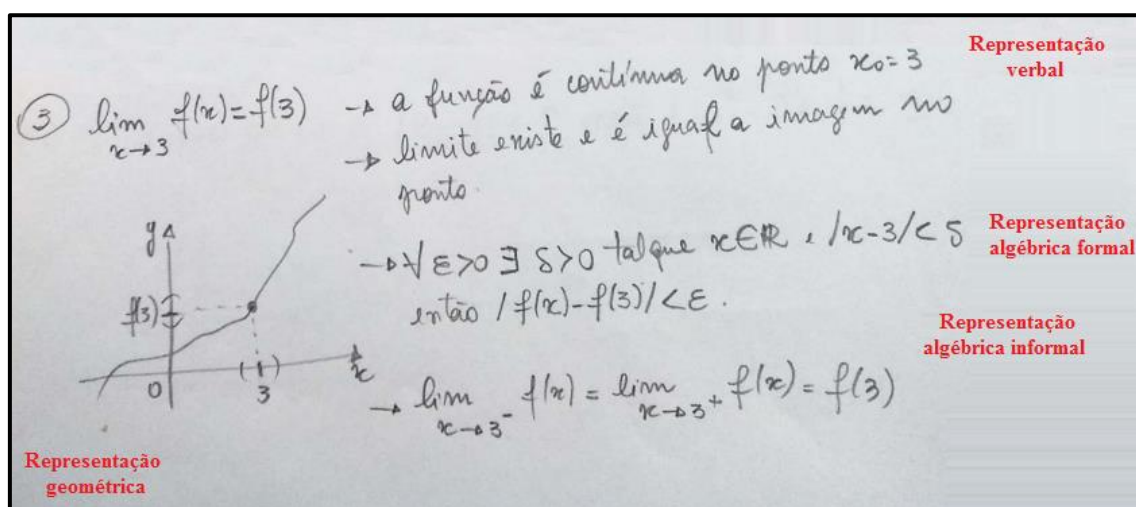 Representação
verbal
③ lim f(x)=f(3) → a função é contínua no ponto x₀=3
x→3
→ limite existe e é igual a imagem no
ponto.
Representação
algébrica formal
→ ∀ ε>0 ∃ δ>0 tal que x∈ℝ e /x-3/< δ
então /f(x)-f(3)/<ε.
Representação
algébrica informal
→ lim f(x) = lim f(x) = f(3)
x→3⁻ x→3⁺
y
f(3)
0
3
x
Representação
geométrica